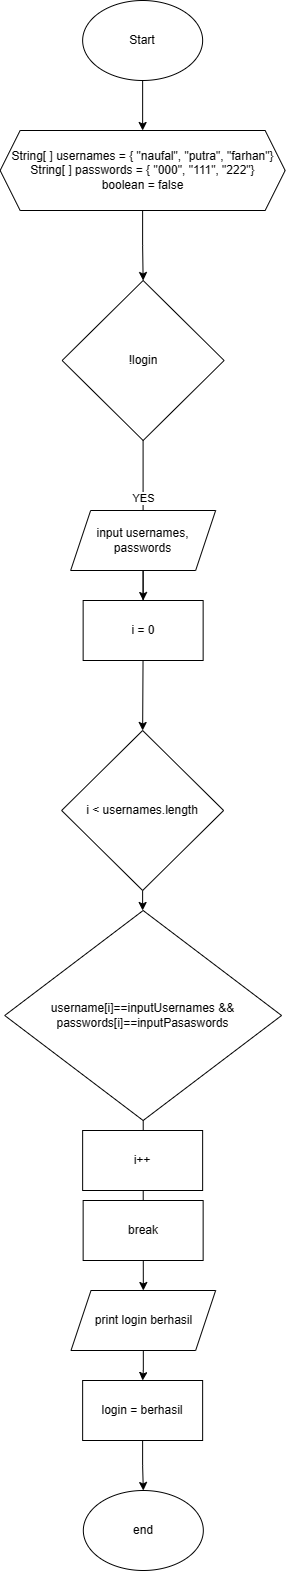 Start
String[ ] usernames = { "naufal", "putra", "farhan"}
String[ ] passwords = { "000", "111", "222"}
boolean = false
!login
YES
input usernames,
passwords
i = 0
i < usernames.length
username[i]==inputUsernames &&
passwords[i]==inputPasaswords
i++
break
print login berhasil
login = berhasil
end